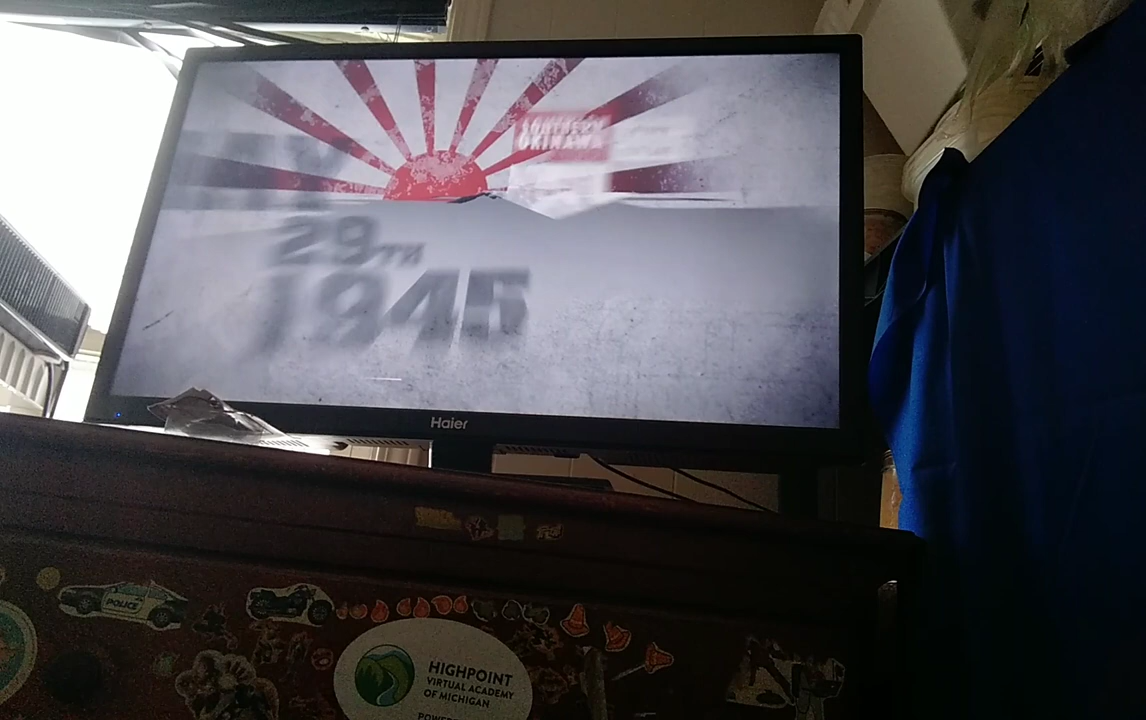 SOUTHERN
OKINAWA
29TH
1945
Haier
POLICE
HIGHPOINT
VIRTUAL ACADEMY
OF MICHIGAN